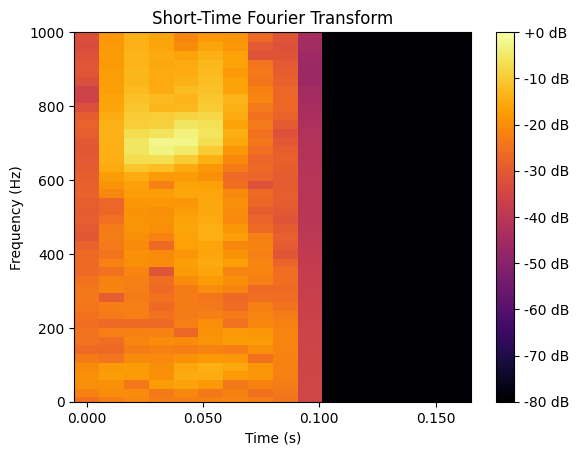 Short-Time Fourier Transform
1000
800
600
400
200
0
Frequency (Hz)
0.000
0.050
0.100
0.150
Time (s)
+0 dB
-10 dB
-20 dB
-30 dB
-40 dB
-50 dB
-60 dB
-70 dB
-80 dB